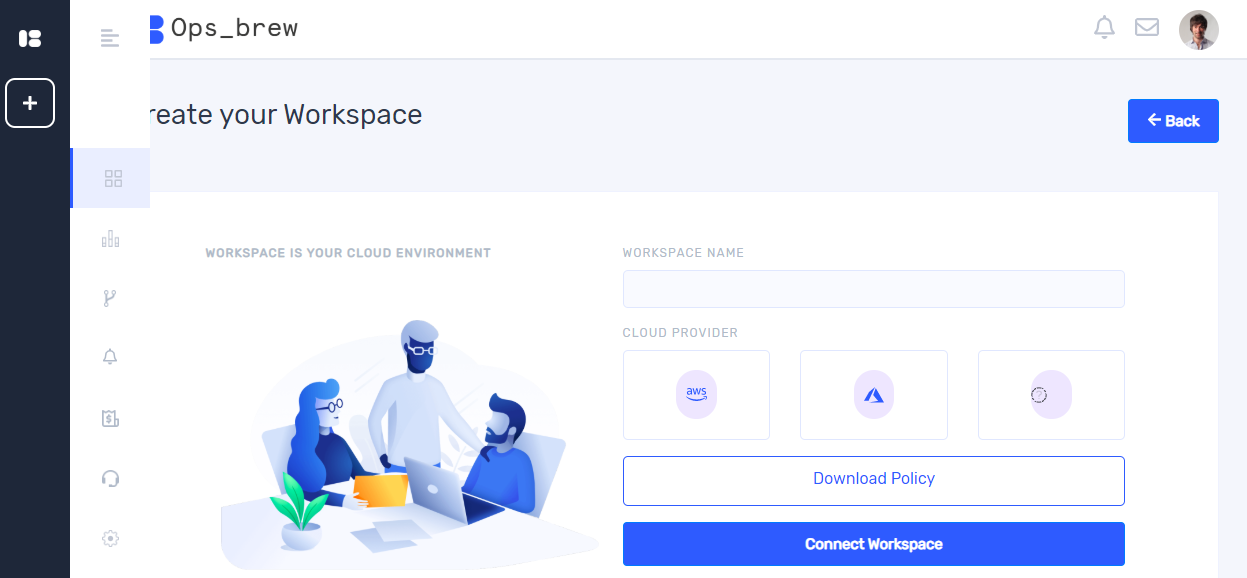 Ops_brew
reate your Workspace
Back
WORKSPACE IS YOUR CLOUD ENVIRONMENT
WORKSPACE NAME
CLOUD PROVIDER
aws
Download Policy
Connect Workspace